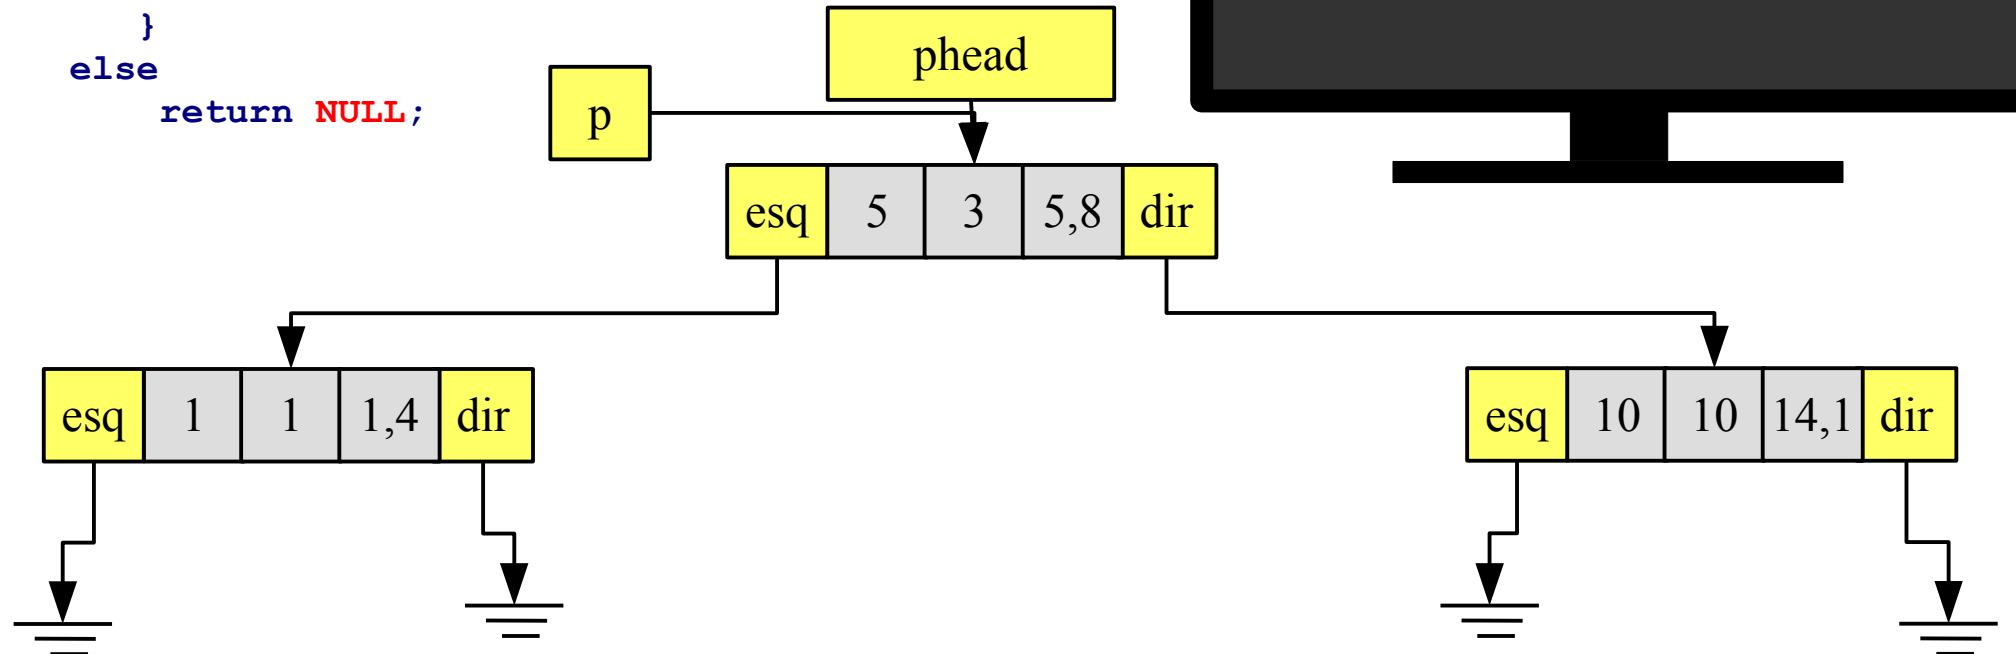 }
else
return NULL;
phead
p
esq 5 3 5,8 dir
esq 1 1 1,4 dir
esq 10 10 14,1 dir